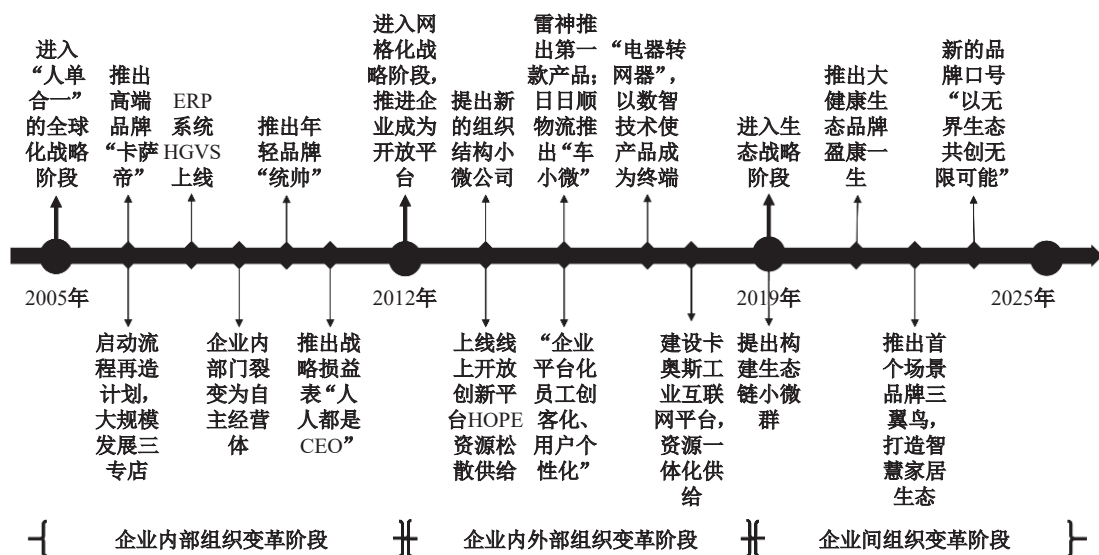 进入
“人单
合一”
的全球
化战略
阶段
推出
高端
品牌
“卡萨
帝”
ERP
系统
HGVS
上线
推出年
轻品牌
“统帅”
进入网
格化战
略阶段，
推进企
业成为
开放平
台
提出新
的组织
结构小
微公司
雷神推
出第一
款产品；
日日顺
物流推
出“车
小微”
“电器转
网器”，
以数智
技术使
产品成
为终端
进入生
态战略
阶段
推出大
健康生
态品牌
盈康一
生
新的品
牌口号
“以无
界生态
共创无
限可能”
2005年
2012年
2019年
2025年
启动流
程再造
计划，
大规模
发展三
专店
企业内
部门裂
变为自
主经营
体
推出战
略损益
表“人
人都是
CEO”
上线线
上开放
创新平
台HOPE
资源松
散供给
“企业
平台化
员工创
客化、
用户个
性化”
建设卡
奥斯工
业互联
网平台，
资源一
体化供
给
提出构
建生态
链小微
群
推出首
个场景
品牌三
翼鸟，
打造智
慧家居
生态
企业内部组织变革阶段
企业内外部组织变革阶段
企业间组织变革阶段